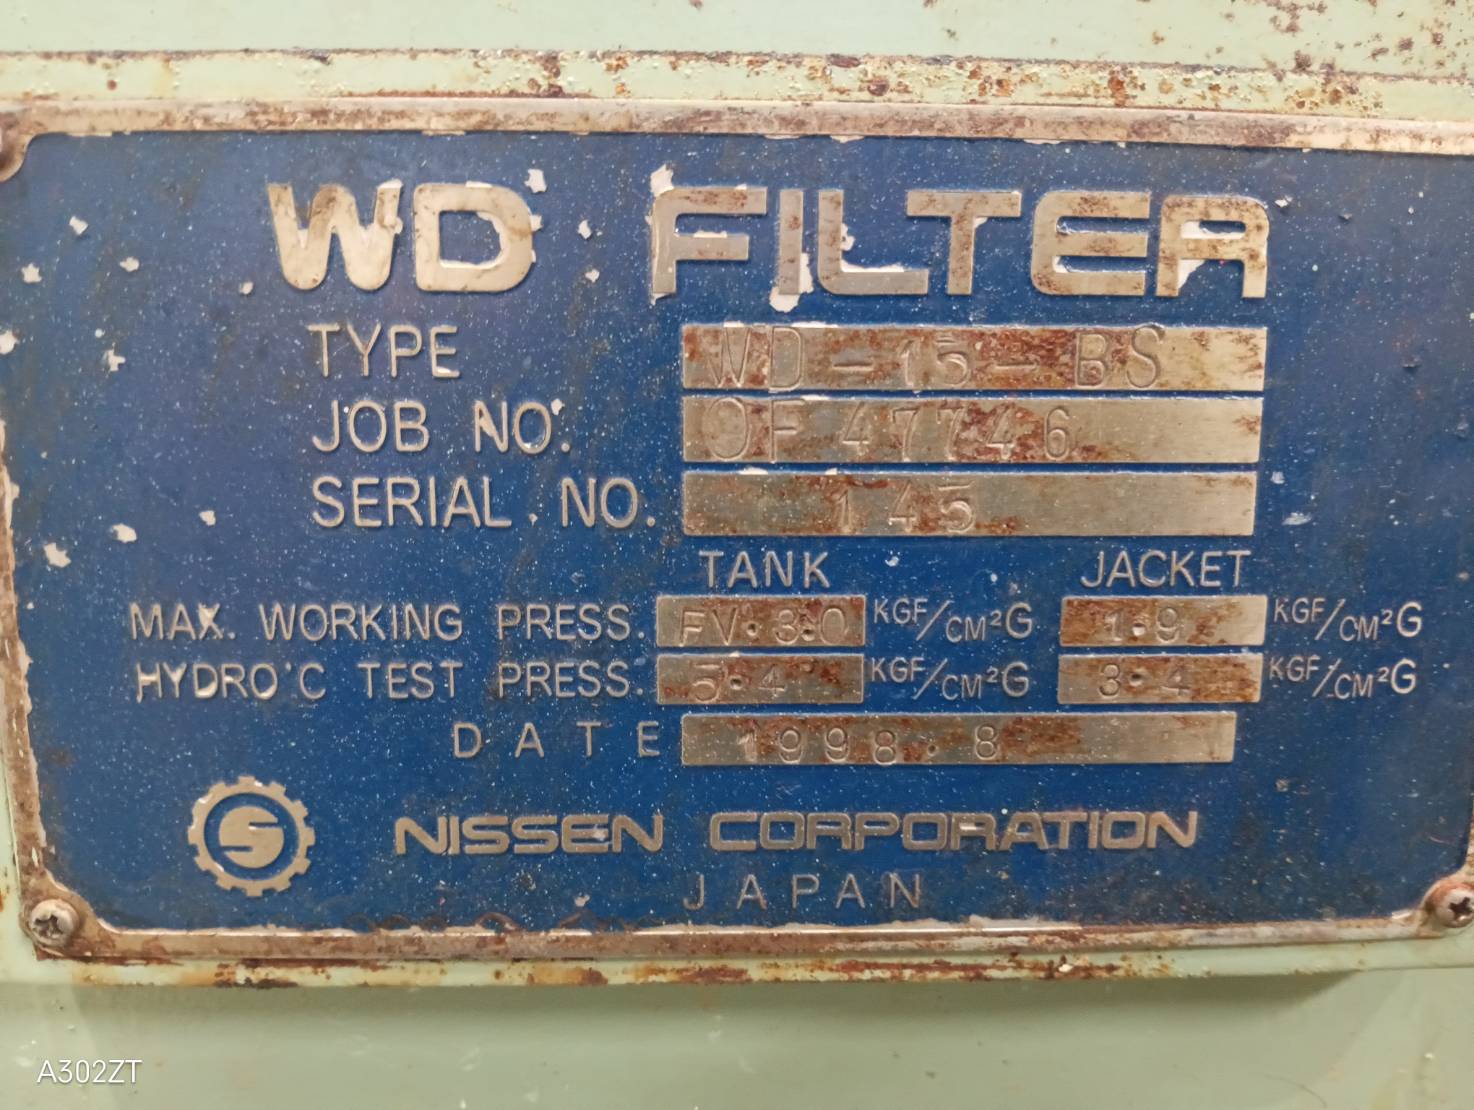 WD FILTER
TYPE WD-15-BS
JOB NO. OF47746
SERIAL NO. 145
TANK JACKET
MAX. WORKING PRESS. FV·3.0 KGF/CM²G 1.9 KGF/CM²G
HYDRO'C TEST PRESS. 5.4 KGF/CM²G 3.4 KGF/CM²G
DATE 1998.8
NISSEN CORPORATION
JAPAN
A302ZT